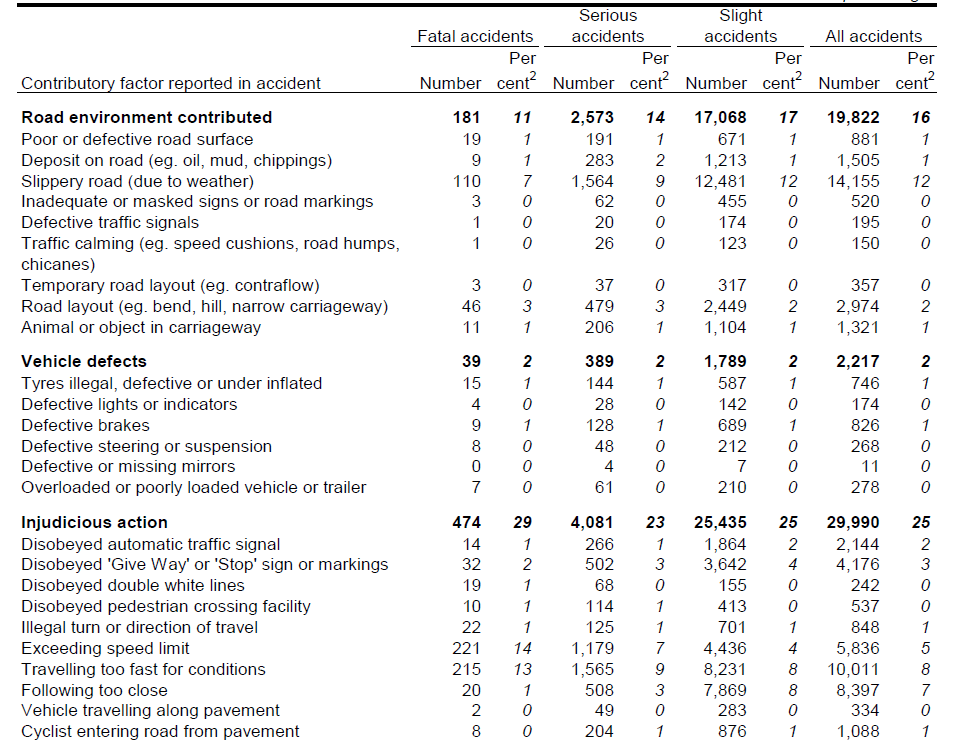 Serious Slight
Fatal accidents accidents accidents All accidents
Per Per Per Per
Contributory factor reported in accident Number cent2 Number cent2 Number cent2 Number cent2
Road environment contributed 181 11 2,573 14 17,068 17 19,822 16
Poor or defective road surface 19 1 191 1 671 1 881 1
Deposit on road (eg. oil, mud, chippings) 9 1 283 2 1,213 1 1,505 1
Slippery road (due to weather) 110 7 1,564 9 12,481 12 14,155 12
Inadequate or masked signs or road markings 3 0 62 0 455 0 520 0
Defective traffic signals 1 0 20 0 174 0 195 0
Traffic calming (eg. speed cushions, road humps, 1 0 26 0 123 0 150 0
chicanes)
Temporary road layout (eg. contraflow) 3 0 37 0 317 0 357 0
Road layout (eg. bend, hill, narrow carriageway) 46 3 479 3 2,449 2 2,974 2
Animal or object in carriageway 11 1 206 1 1,104 1 1,321 1
Vehicle defects 39 2 389 2 1,789 2 2,217 2
Tyres illegal, defective or under inflated 15 1 144 1 587 1 746 1
Defective lights or indicators 4 0 28 0 142 0 174 0
Defective brakes 9 1 128 1 689 1 826 1
Defective steering or suspension 8 0 48 0 212 0 268 0
Defective or missing mirrors 0 0 4 0 7 0 11 0
Overloaded or poorly loaded vehicle or trailer 7 0 61 0 210 0 278 0
Injudicious action 474 29 4,081 23 25,435 25 29,990 25
Disobeyed automatic traffic signal 14 1 266 1 1,864 2 2,144 2
Disobeyed 'Give Way' or 'Stop' sign or markings 32 2 502 3 3,642 4 4,176 3
Disobeyed double white lines 19 1 68 0 155 0 242 0
Disobeyed pedestrian crossing facility 10 1 114 1 413 0 537 0
Illegal turn or direction of travel 22 1 125 1 701 1 848 1
Exceeding speed limit 221 14 1,179 7 4,436 4 5,836 5
Travelling too fast for conditions 215 13 1,565 9 8,231 8 10,011 8
Following too close 20 1 508 3 7,869 8 8,397 7
Vehicle travelling along pavement 2 0 49 0 283 0 334 0
Cyclist entering road from pavement 8 0 204 1 876 1 1,088 1